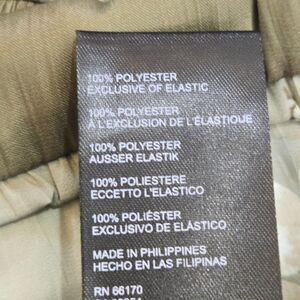 100% POLYESTER
EXCLUSIVE OF ELASTIC
100% POLYESTER
À L'EXCLUSION DE L'ÉLASTIQUE
100% POLYESTER
AUSSER ELASTIK
100% POLIESTERE
ECCETTO L'ELASTICO
100% POLIÉSTER
EXCLUSIVO DE ELÁSTICO
MADE IN PHILIPPINES
HECHO EN LAS FILIPINAS
RN 66170